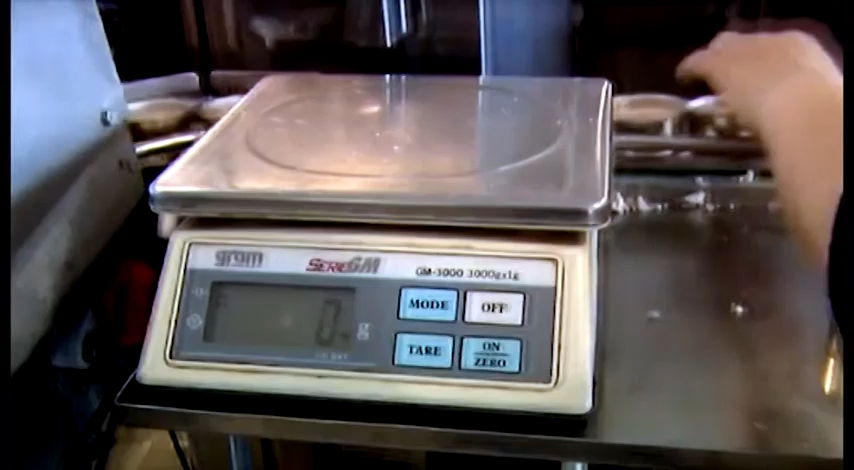 gram SERIE GM GM-3000 3000gx1g
MODE OFF
0 g
TARE ON
ZERO